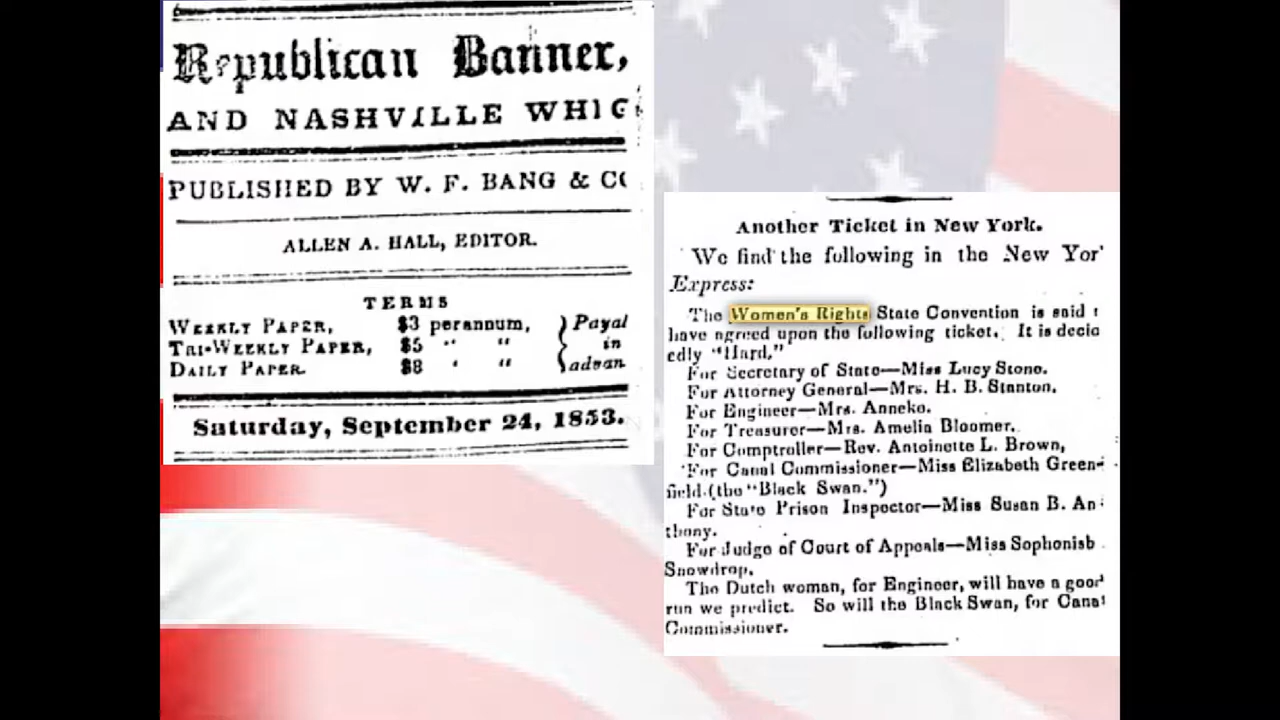 Republican Banner,
AND NASHVILLE WHIG
PUBLISHED BY W. F. BANG & CO
ALLEN A. HALL, EDITOR.
TERMS
WEEKLY PAPER, $3 per annum,
TRI-WEEKLY PAPER, $5 " "
DAILY PAPER. $8 " "
Payal
in
advan
Saturday, September 24, 1853.
Another Ticket in New York.
We find the following in the New Yor
Express:
The Women's Rights State Convention is said t
have agreed upon the following ticket. It is decid
edly "Hard."
For Secretary of State—Miss Lucy Stone.
For Attorney General—Mrs. H. B. Stanton.
For Engineer—Mrs. Anneke.
For Treasurer—Mrs. Amelia Bloomer.
For Comptroller—Rev. Antoinette L. Brown,
For Canal Commissioner—Miss Elizabeth Green-
field (the "Black Swan.")
For State Prison Inspector—Miss Susan B. An-
thony.
For Judge of Court of Appeals—Miss Sophonisb
Snowdrop.
The Dutch woman, for Engineer, will have a good
run we predict. So will the Black Swan, for Canal
Commissioner.